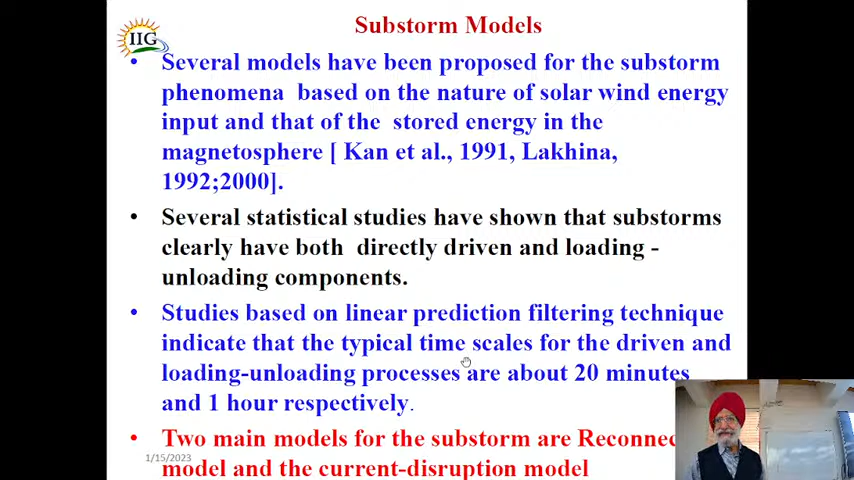 Substorm Models
IIG
• Several models have been proposed for the substorm
phenomena based on the nature of solar wind energy
input and that of the stored energy in the
magnetosphere [ Kan et al., 1991, Lakhina,
1992;2000].
• Several statistical studies have shown that substorms
clearly have both directly driven and loading -
unloading components.
• Studies based on linear prediction filtering technique
indicate that the typical time scales for the driven and
loading-unloading processes are about 20 minutes
and 1 hour respectively.
• Two main models for the substorm are Reconnec
1/15/2023
model and the current-disruption model